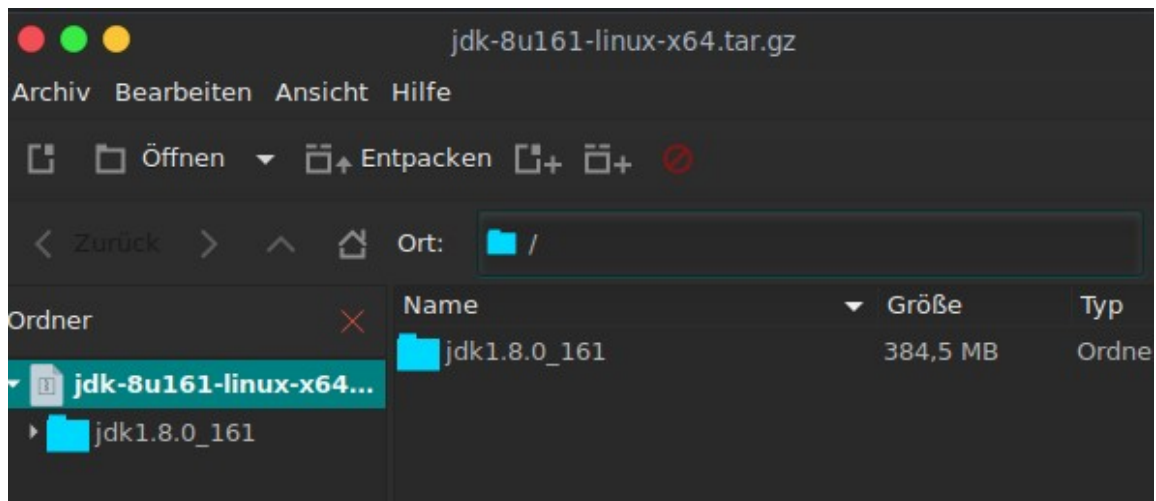 jdk-8u161-linux-x64.tar.gz
Archiv Bearbeiten Ansicht Hilfe
Öffnen Entpacken
Zurück Ort: /
Ordner
Name Größe Typ
jdk1.8.0_161 384,5 MB Ordne
jdk-8u161-linux-x64...
jdk1.8.0_161